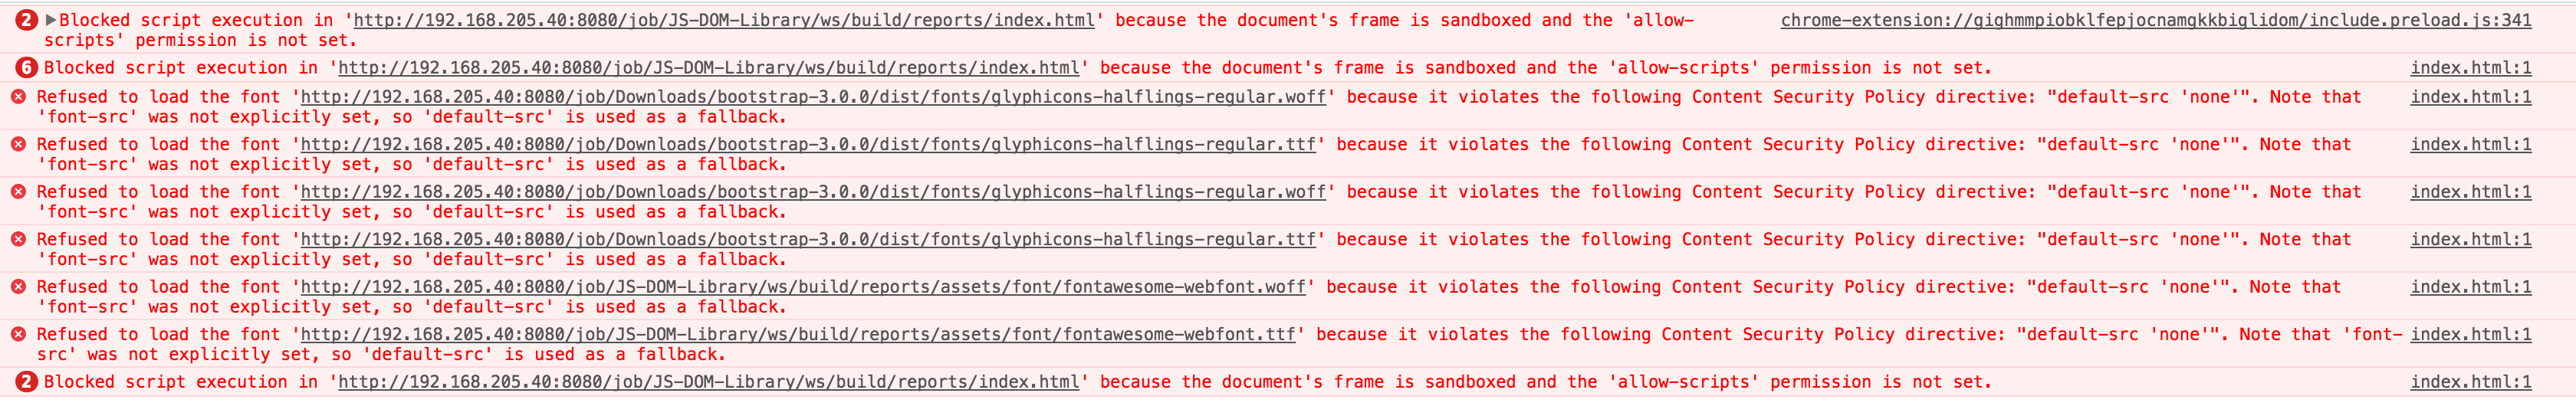 2 ▶Blocked script execution in 'http://192.168.205.40:8080/job/JS-DOM-Library/ws/build/reports/index.html' because the document's frame is sandboxed and the 'allow- chrome-extension://gighmmpiobklfepjocnamgkkbiglidom/include.preload.js:341
scripts' permission is not set.
6 Blocked script execution in 'http://192.168.205.40:8080/job/JS-DOM-Library/ws/build/reports/index.html' because the document's frame is sandboxed and the 'allow-scripts' permission is not set. index.html:1
Refused to load the font 'http://192.168.205.40:8080/job/Downloads/bootstrap-3.0.0/dist/fonts/glyphicons-halflings-regular.woff' because it violates the following Content Security Policy directive: "default-src 'none'". Note that index.html:1
'font-src' was not explicitly set, so 'default-src' is used as a fallback.
Refused to load the font 'http://192.168.205.40:8080/job/Downloads/bootstrap-3.0.0/dist/fonts/glyphicons-halflings-regular.ttf' because it violates the following Content Security Policy directive: "default-src 'none'". Note that index.html:1
'font-src' was not explicitly set, so 'default-src' is used as a fallback.
Refused to load the font 'http://192.168.205.40:8080/job/Downloads/bootstrap-3.0.0/dist/fonts/glyphicons-halflings-regular.woff' because it violates the following Content Security Policy directive: "default-src 'none'". Note that index.html:1
'font-src' was not explicitly set, so 'default-src' is used as a fallback.
Refused to load the font 'http://192.168.205.40:8080/job/Downloads/bootstrap-3.0.0/dist/fonts/glyphicons-halflings-regular.ttf' because it violates the following Content Security Policy directive: "default-src 'none'". Note that index.html:1
'font-src' was not explicitly set, so 'default-src' is used as a fallback.
Refused to load the font 'http://192.168.205.40:8080/job/JS-DOM-Library/ws/build/reports/assets/font/fontawesome-webfont.woff' because it violates the following Content Security Policy directive: "default-src 'none'". Note that index.html:1
'font-src' was not explicitly set, so 'default-src' is used as a fallback.
Refused to load the font 'http://192.168.205.40:8080/job/JS-DOM-Library/ws/build/reports/assets/font/fontawesome-webfont.ttf' because it violates the following Content Security Policy directive: "default-src 'none'". Note that 'font- index.html:1
src' was not explicitly set, so 'default-src' is used as a fallback.
2 Blocked script execution in 'http://192.168.205.40:8080/job/JS-DOM-Library/ws/build/reports/index.html' because the document's frame is sandboxed and the 'allow-scripts' permission is not set. index.html:1